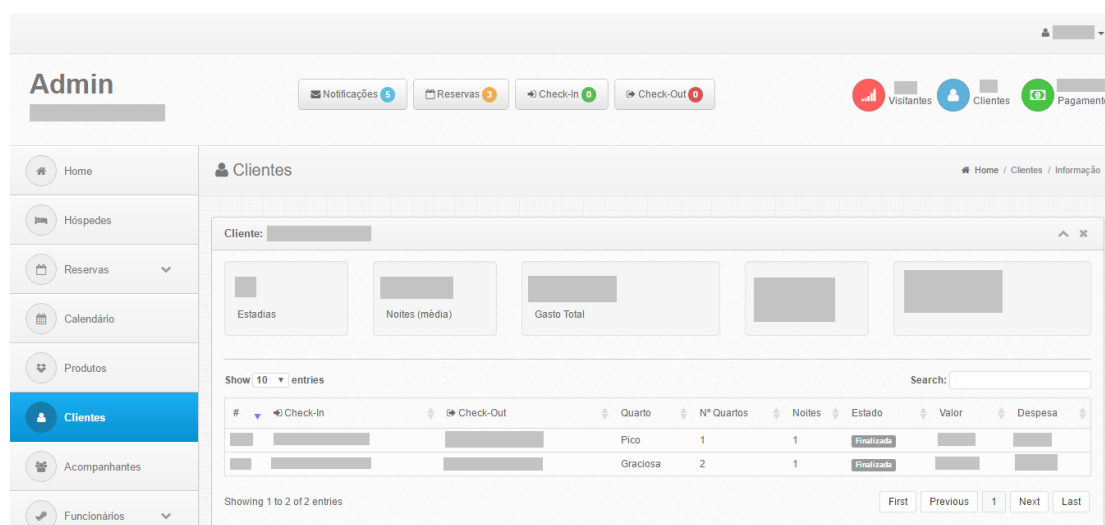 Admin
Notificações 5 Reservas 3 Check-In 0 Check-Out 0
Visitantes Clientes Pagament
Home
Clientes
Home / Clientes / Informação
Hóspedes
Cliente:
Reservas
Estadias Noites (média) Gasto Total
Calendário
Produtos
Show 10 entries Search:
Clientes
# Check-In Check-Out Quarto Nº Quartos Noites Estado Valor Despesa
Pico 1 1 Finalizada
Graciosa 2 1 Finalizada
Acompanhantes
Showing 1 to 2 of 2 entries First Previous 1 Next Last
Funcionários